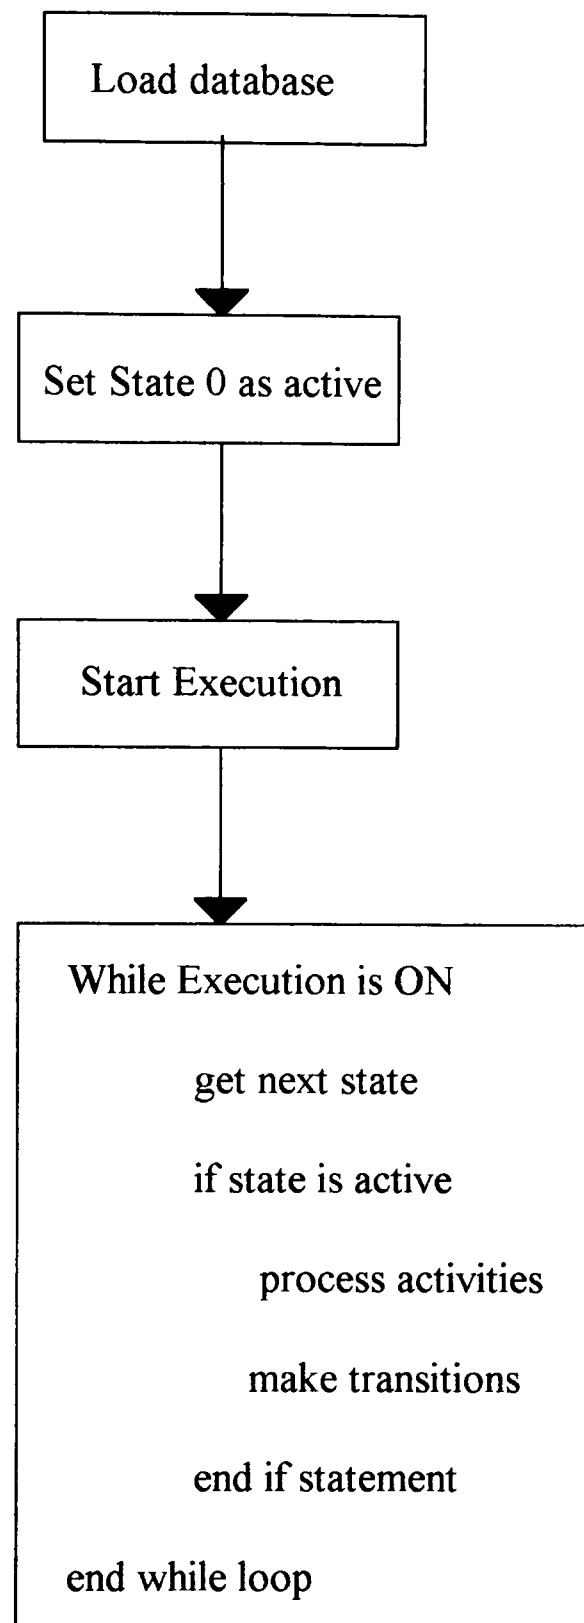 Load database
Set State 0 as active
Start Execution
While Execution is ON
get next state
if state is active
process activities
make transitions
end if statement
end while loop